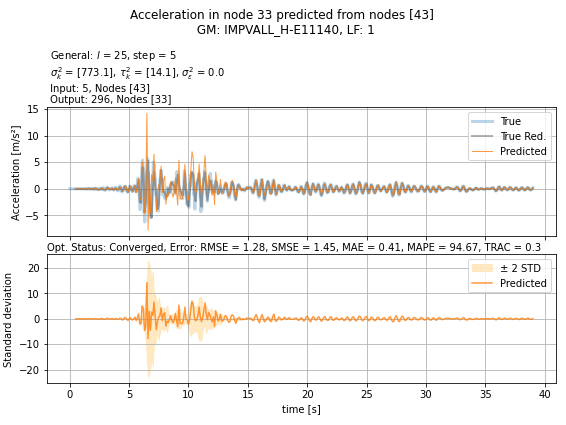 Acceleration in node 33 predicted from nodes [43]
GM: IMPVALL_H-E11140, LF: 1
General: l = 25, step = 5
σ²ₖ = [773.1], τ²ₖ = [14.1], σ²ε = 0.0
Input: 5, Nodes [43]
Output: 296, Nodes [33]
Acceleration [m/s²]
15
10
5
0
−5
True
True Red.
Predicted
Opt. Status: Converged, Error: RMSE = 1.28, SMSE = 1.45, MAE = 0.41, MAPE = 94.67, TRAC = 0.3
Standard deviation
20
10
0
−10
−20
± 2 STD
Predicted
0 5 10 15 20 25 30 35 40
time [s]